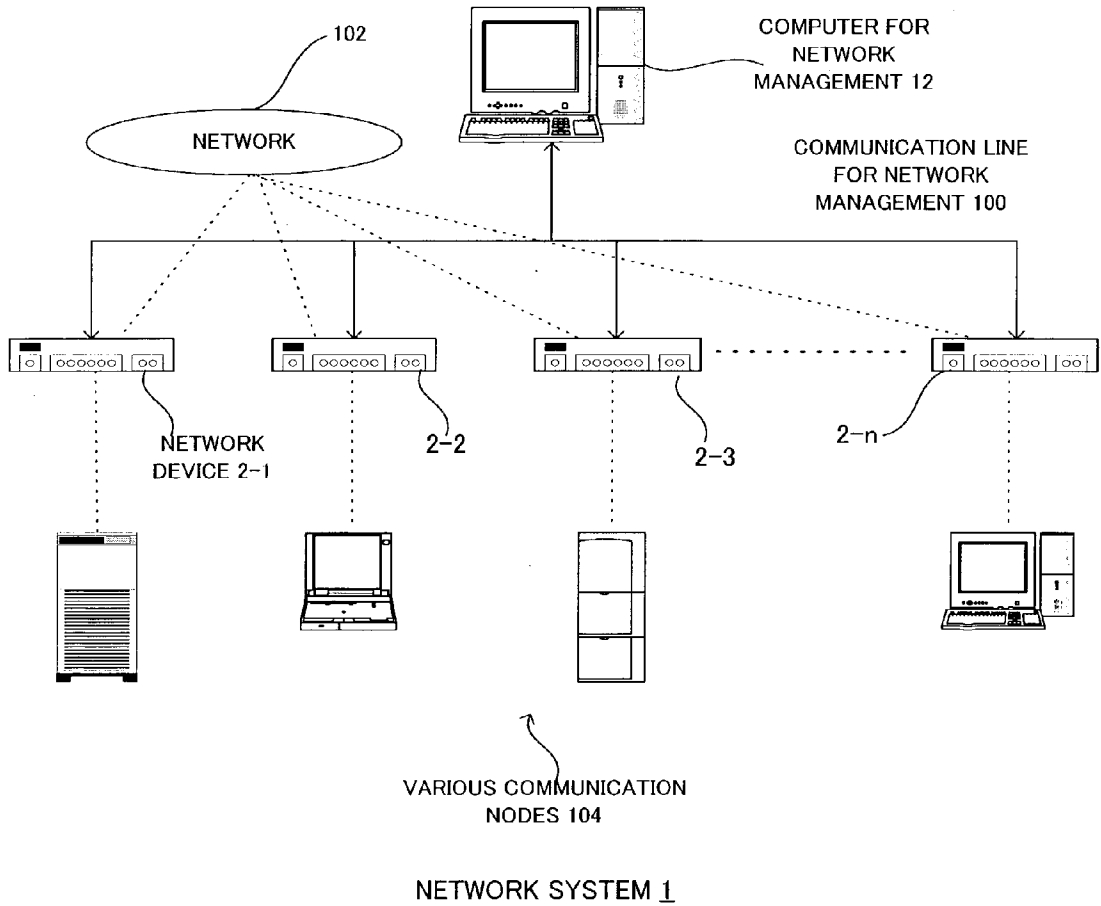 102
COMPUTER FOR
NETWORK
MANAGEMENT 12
NETWORK
COMMUNICATION LINE
FOR NETWORK
MANAGEMENT 100
NETWORK
DEVICE 2-1
2-2
2-3
2-n
VARIOUS COMMUNICATION
NODES 104
NETWORK SYSTEM 1